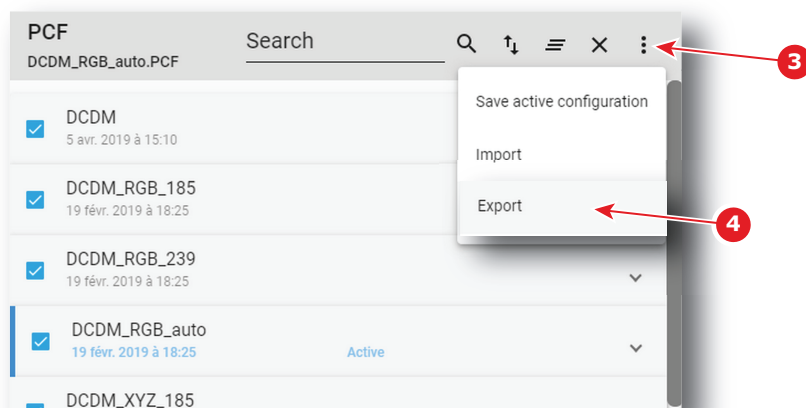 PCF
DCDM_RGB_auto.PCF
Search
3
Save active configuration
Import
Export
4
DCDM
5 avr. 2019 à 15:10
DCDM_RGB_185
19 févr. 2019 à 18:25
DCDM_RGB_239
19 févr. 2019 à 18:25
DCDM_RGB_auto
19 févr. 2019 à 18:25 Active
DCDM_XYZ_185